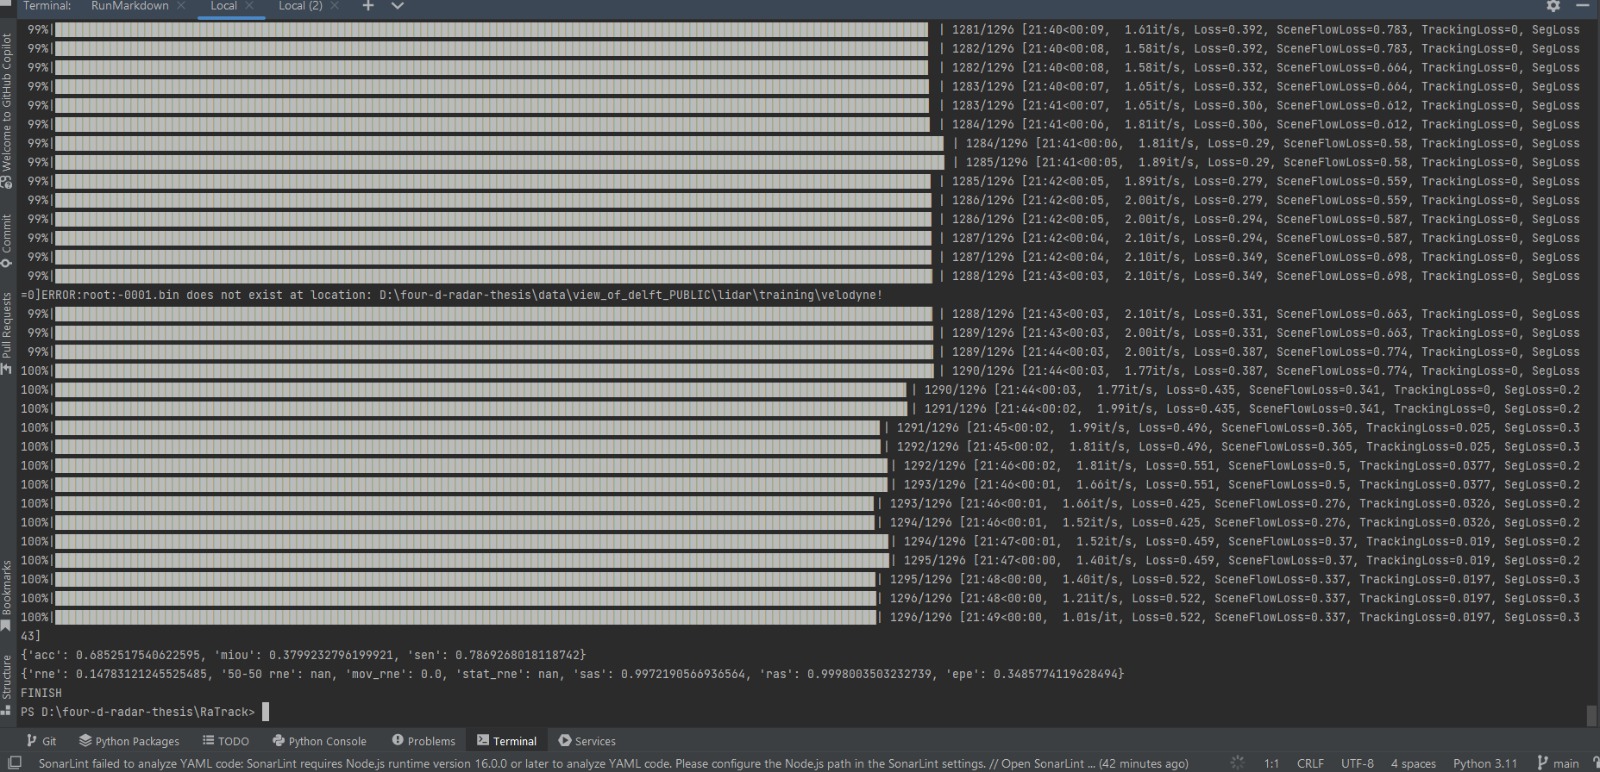 Terminal: RunMarkdown Local Local (2)
99%| | 1281/1296 [21:40<00:09, 1.61it/s, Loss=0.392, SceneFlowLoss=0.783, TrackingLoss=0, SegLoss
99%| | 1282/1296 [21:40<00:08, 1.58it/s, Loss=0.392, SceneFlowLoss=0.783, TrackingLoss=0, SegLoss
99%| | 1282/1296 [21:40<00:08, 1.58it/s, Loss=0.332, SceneFlowLoss=0.664, TrackingLoss=0, SegLoss
99%| | 1283/1296 [21:40<00:07, 1.65it/s, Loss=0.332, SceneFlowLoss=0.664, TrackingLoss=0, SegLoss
99%| | 1283/1296 [21:41<00:07, 1.65it/s, Loss=0.306, SceneFlowLoss=0.612, TrackingLoss=0, SegLoss
99%| | 1284/1296 [21:41<00:06, 1.81it/s, Loss=0.306, SceneFlowLoss=0.612, TrackingLoss=0, SegLoss
99%| | 1284/1296 [21:41<00:06, 1.81it/s, Loss=0.29, SceneFlowLoss=0.58, TrackingLoss=0, SegLoss
99%| | 1285/1296 [21:41<00:05, 1.89it/s, Loss=0.29, SceneFlowLoss=0.58, TrackingLoss=0, SegLoss
99%| | 1285/1296 [21:42<00:05, 1.89it/s, Loss=0.279, SceneFlowLoss=0.559, TrackingLoss=0, SegLoss
99%| | 1286/1296 [21:42<00:05, 2.00it/s, Loss=0.279, SceneFlowLoss=0.559, TrackingLoss=0, SegLoss
99%| | 1286/1296 [21:42<00:05, 2.00it/s, Loss=0.294, SceneFlowLoss=0.587, TrackingLoss=0, SegLoss
99%| | 1287/1296 [21:42<00:04, 2.10it/s, Loss=0.294, SceneFlowLoss=0.587, TrackingLoss=0, SegLoss
99%| | 1287/1296 [21:42<00:04, 2.10it/s, Loss=0.349, SceneFlowLoss=0.698, TrackingLoss=0, SegLoss
99%| | 1288/1296 [21:43<00:03, 2.10it/s, Loss=0.349, SceneFlowLoss=0.698, TrackingLoss=0, SegLoss
=0]ERROR:root:-0001.bin does not exist at location: D:\four-d-radar-thesis\data\view_of_delft_PUBLIC\lidar\training\velodyne!
99%| | 1288/1296 [21:43<00:03, 2.10it/s, Loss=0.331, SceneFlowLoss=0.663, TrackingLoss=0, SegLoss
99%| | 1289/1296 [21:43<00:03, 2.00it/s, Loss=0.331, SceneFlowLoss=0.663, TrackingLoss=0, SegLoss
99%| | 1289/1296 [21:44<00:03, 2.00it/s, Loss=0.387, SceneFlowLoss=0.774, TrackingLoss=0, SegLoss
100%| | 1290/1296 [21:44<00:03, 1.77it/s, Loss=0.387, SceneFlowLoss=0.774, TrackingLoss=0, SegLoss
100%| | 1290/1296 [21:44<00:03, 1.77it/s, Loss=0.435, SceneFlowLoss=0.341, TrackingLoss=0, SegLoss=0.2
100%| | 1291/1296 [21:44<00:02, 1.99it/s, Loss=0.435, SceneFlowLoss=0.341, TrackingLoss=0, SegLoss=0.2
100%| | 1291/1296 [21:45<00:02, 1.99it/s, Loss=0.496, SceneFlowLoss=0.365, TrackingLoss=0.025, SegLoss=0.3
100%| | 1292/1296 [21:45<00:02, 1.81it/s, Loss=0.496, SceneFlowLoss=0.365, TrackingLoss=0.025, SegLoss=0.3
100%| | 1292/1296 [21:46<00:02, 1.81it/s, Loss=0.551, SceneFlowLoss=0.5, TrackingLoss=0.0377, SegLoss=0.2
100%| | 1293/1296 [21:46<00:01, 1.66it/s, Loss=0.551, SceneFlowLoss=0.5, TrackingLoss=0.0377, SegLoss=0.2
100%| | 1293/1296 [21:46<00:01, 1.66it/s, Loss=0.425, SceneFlowLoss=0.276, TrackingLoss=0.0326, SegLoss=0.2
100%| | 1294/1296 [21:46<00:01, 1.52it/s, Loss=0.425, SceneFlowLoss=0.276, TrackingLoss=0.0326, SegLoss=0.2
100%| | 1294/1296 [21:47<00:01, 1.52it/s, Loss=0.459, SceneFlowLoss=0.37, TrackingLoss=0.019, SegLoss=0.2
100%| | 1295/1296 [21:47<00:00, 1.40it/s, Loss=0.459, SceneFlowLoss=0.37, TrackingLoss=0.019, SegLoss=0.2
100%| | 1295/1296 [21:48<00:00, 1.40it/s, Loss=0.522, SceneFlowLoss=0.337, TrackingLoss=0.0197, SegLoss=0.3
100%| | 1296/1296 [21:48<00:00, 1.21it/s, Loss=0.522, SceneFlowLoss=0.337, TrackingLoss=0.0197, SegLoss=0.3
100%| | 1296/1296 [21:49<00:00, 1.01s/it, Loss=0.522, SceneFlowLoss=0.337, TrackingLoss=0.0197, SegLoss=0.3
43]
{'acc': 0.6852517540622595, 'miou': 0.3799232796199921, 'sen': 0.7869268018118742}
{'rne': 0.14783121245525485, '50-50 rne': nan, 'mov_rne': 0.0, 'stat_rne': nan, 'sas': 0.9972190566936564, 'ras': 0.9998003503232739, 'epe': 0.3485774119628494}
FINISH
PS D:\four-d-radar-thesis\RaTrack>
Welcome to GitHub Copilot
Commit
Pull Requests
Bookmarks
Structure
Git Python Packages TODO Python Console Problems Terminal Services
SonarLint failed to analyze YAML code: SonarLint requires Node.js runtime version 16.0.0 or later to analyze YAML code. Please configure the Node.js path in the SonarLint settings. // Open SonarLint ... (42 minutes ago) 1:1 CRLF UTF-8 4 spaces Python 3.11 main